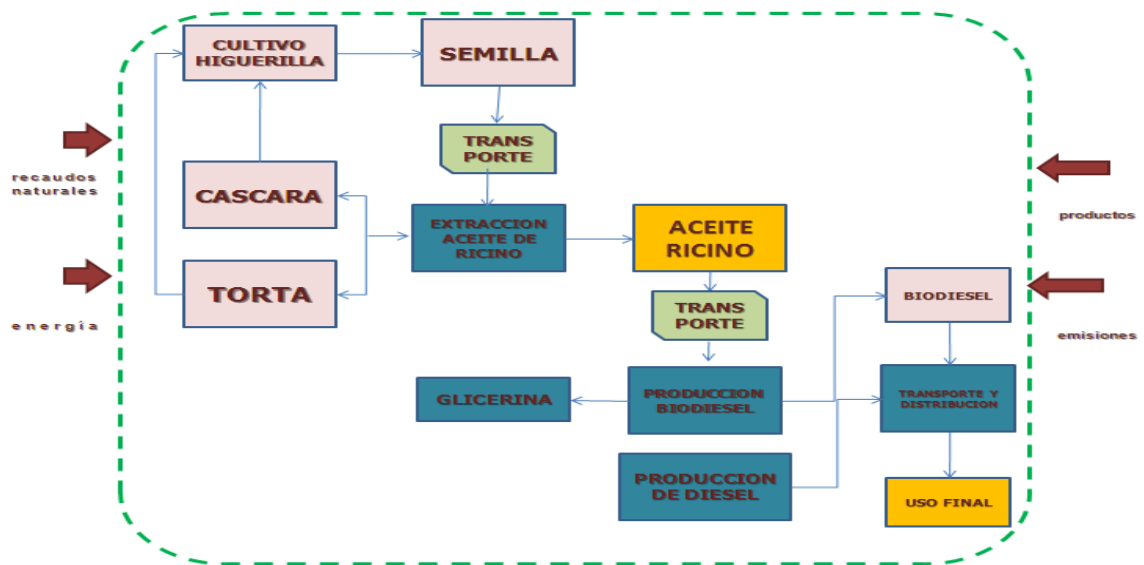 CULTIVO
HIGUERILLA
SEMILLA
TRANS
PORTE
recaudos
naturales
CASCARA
EXTRACCION
ACEITE DE
RICINO
ACEITE
RICINO
productos
TORTA
energía
TRANS
PORTE
BIODIESEL
emisiones
GLICERINA
PRODUCCION
BIODIESEL
TRANSPORTE Y
DISTRIBUCION
PRODUCCION
DE DIESEL
USO FINAL